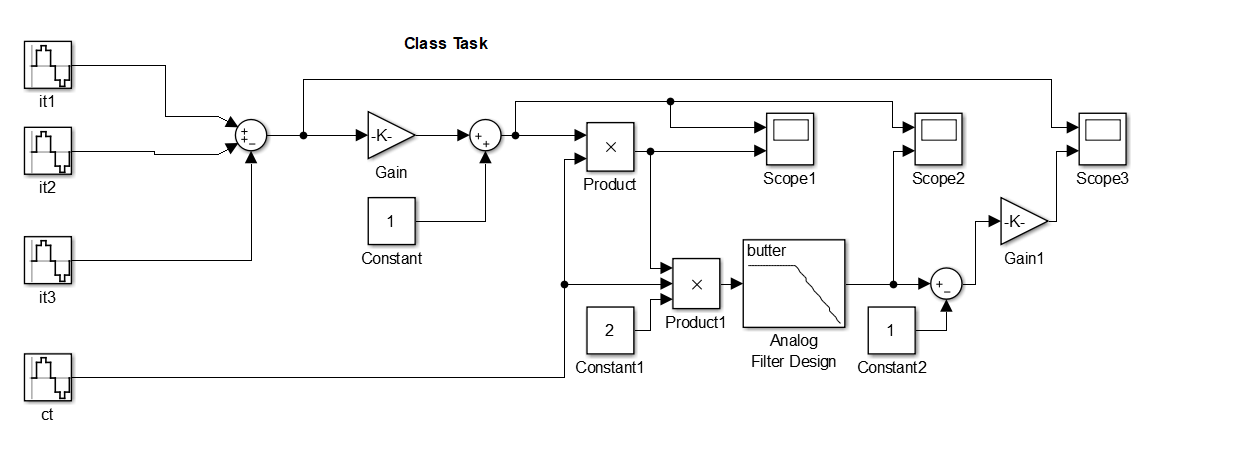 Class Task
it1
it2
it3
ct
-K-
Gain
1
Constant
×
Product
Scope1
Scope2
Scope3
-K-
Gain1
2
Constant1
×
Product1
butter
Analog
Filter Design
1
Constant2